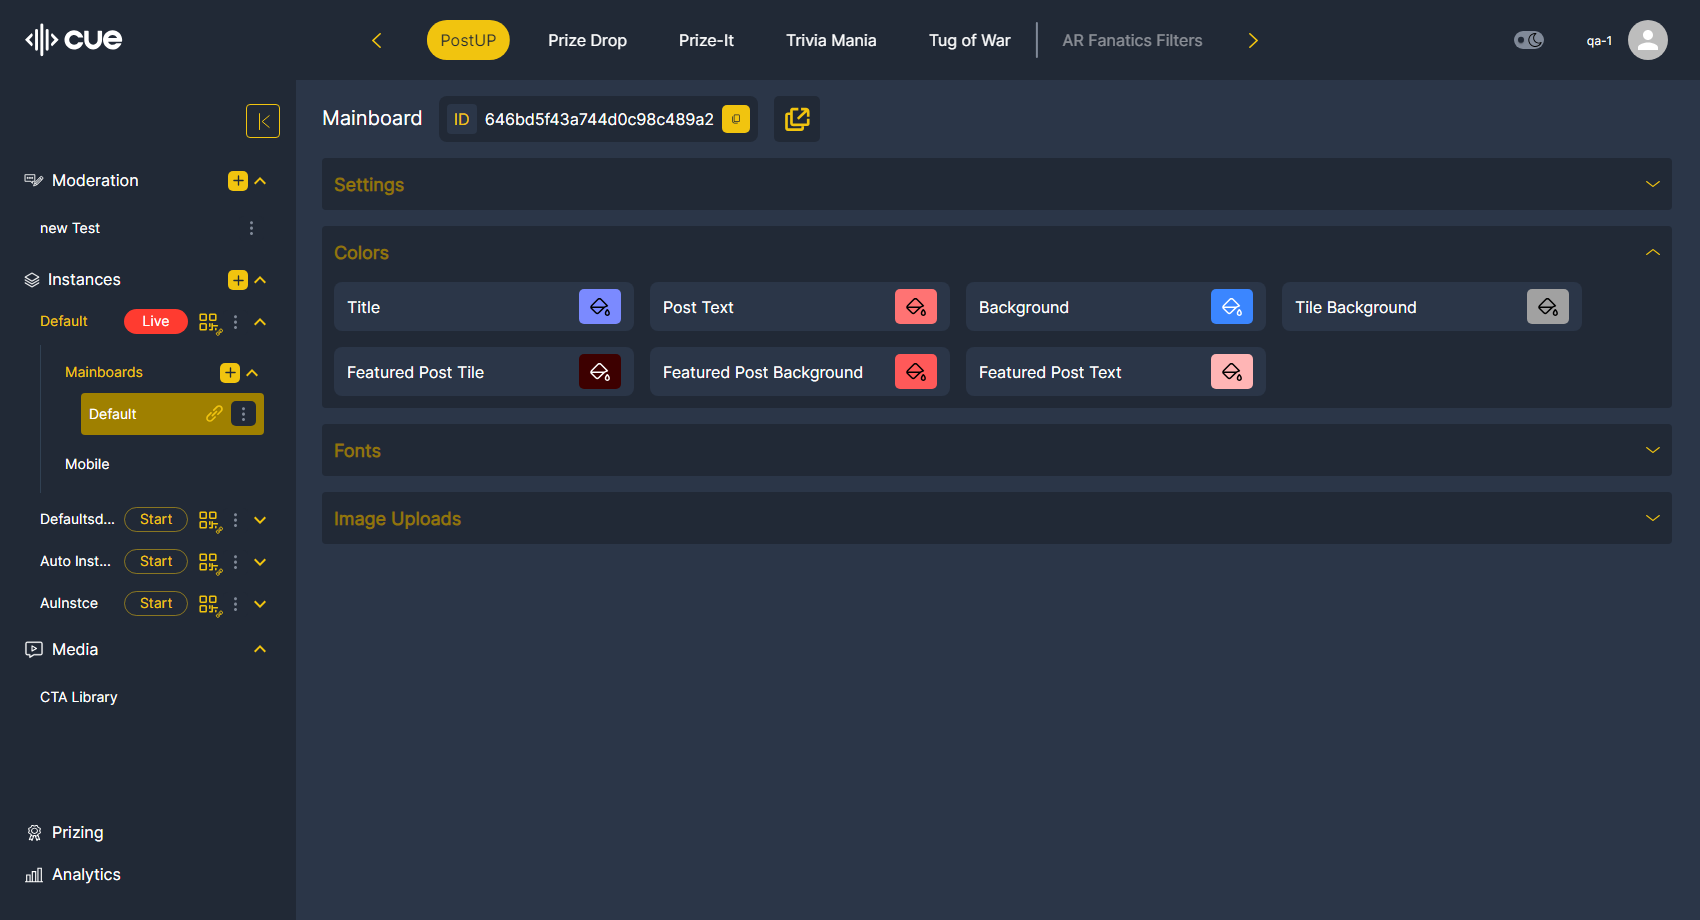 cue
PostUP
Prize Drop
Prize-It
Trivia Mania
Tug of War
AR Fanatics Filters
qa-1
Moderation
new Test
Instances
Default Live
Mainboards
Default
Mobile
Defaultsd... Start
Auto Inst... Start
AuInstce Start
Media
CTA Library
Prizing
Analytics
Mainboard ID 646bd5f43a744d0c98c489a2
Settings
Colors
Title
Post Text
Background
Tile Background
Featured Post Tile
Featured Post Background
Featured Post Text
Fonts
Image Uploads